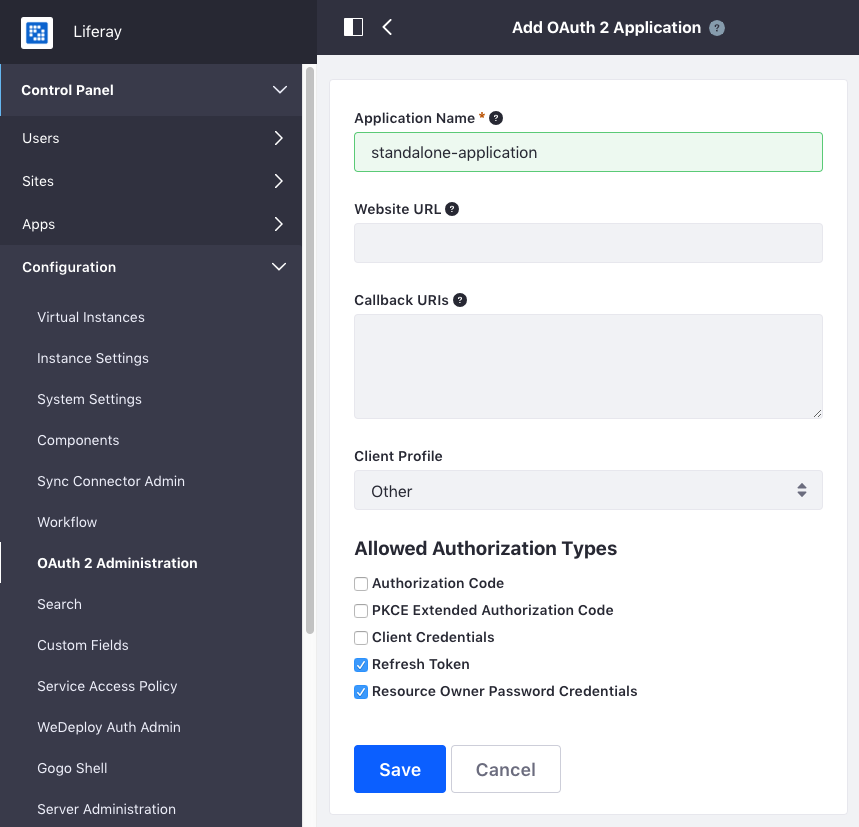 Liferay
Control Panel
Users
Sites
Apps
Configuration
Virtual Instances
Instance Settings
System Settings
Components
Sync Connector Admin
Workflow
OAuth 2 Administration
Search
Custom Fields
Service Access Policy
WeDeploy Auth Admin
Gogo Shell
Server Administration
Add OAuth 2 Application ?
Application Name * ?
standalone-application
Website URL ?
Callback URIs ?
Client Profile
Other
Allowed Authorization Types
Authorization Code
PKCE Extended Authorization Code
Client Credentials
Refresh Token
Resource Owner Password Credentials
Save Cancel